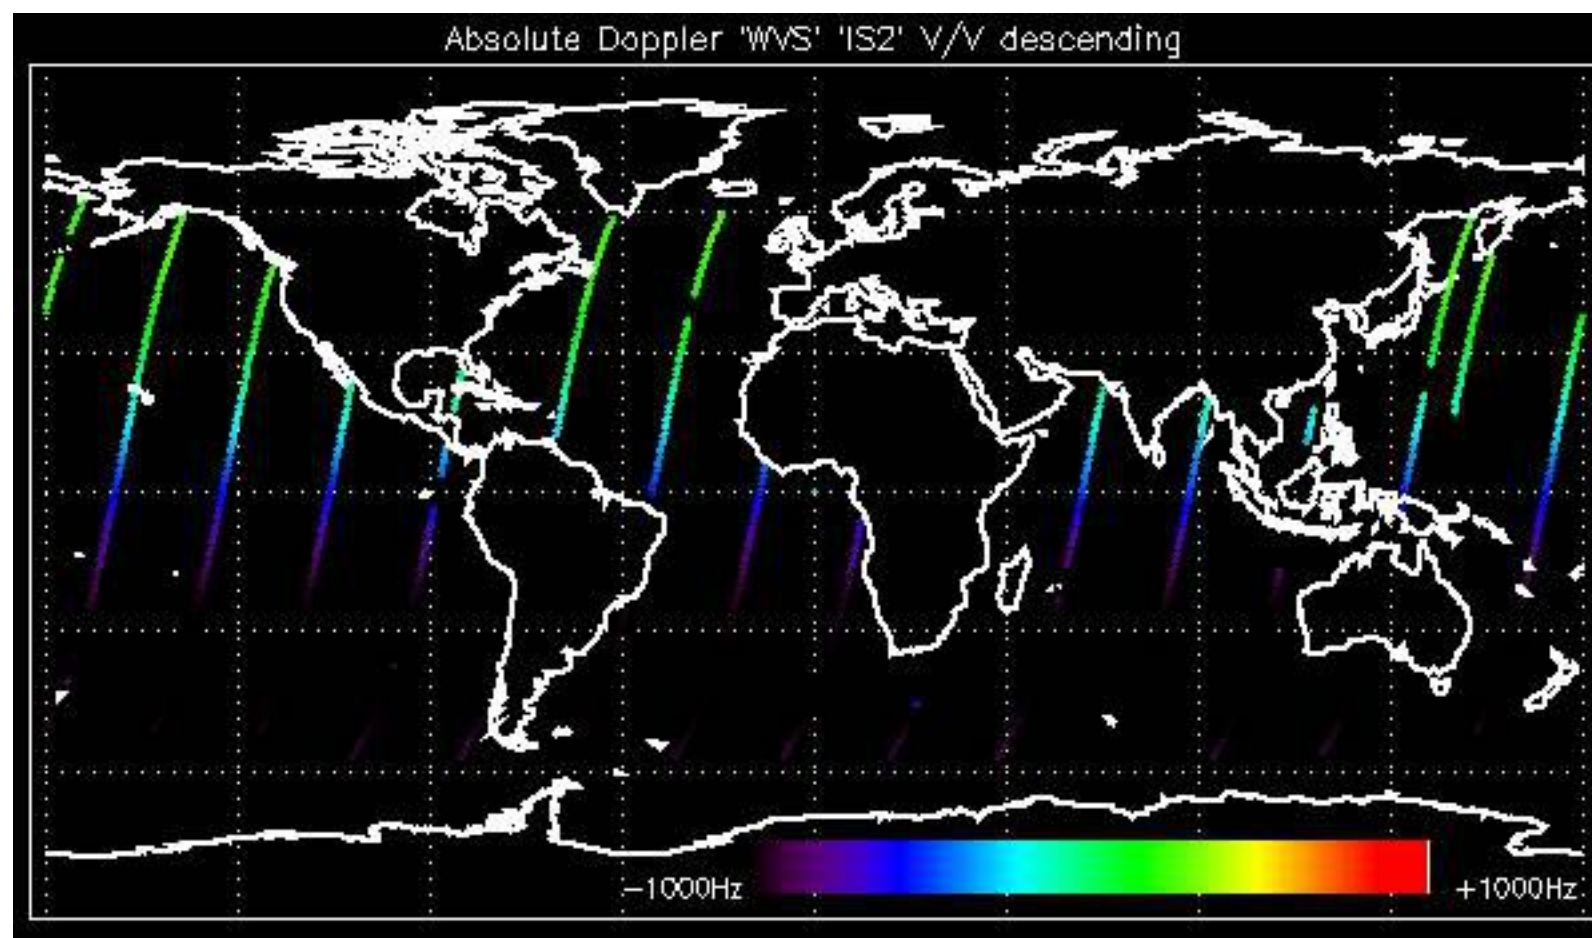 Absolute Doppler 'WVS' 'IS2' V/V descending
-1000Hz +1000Hz